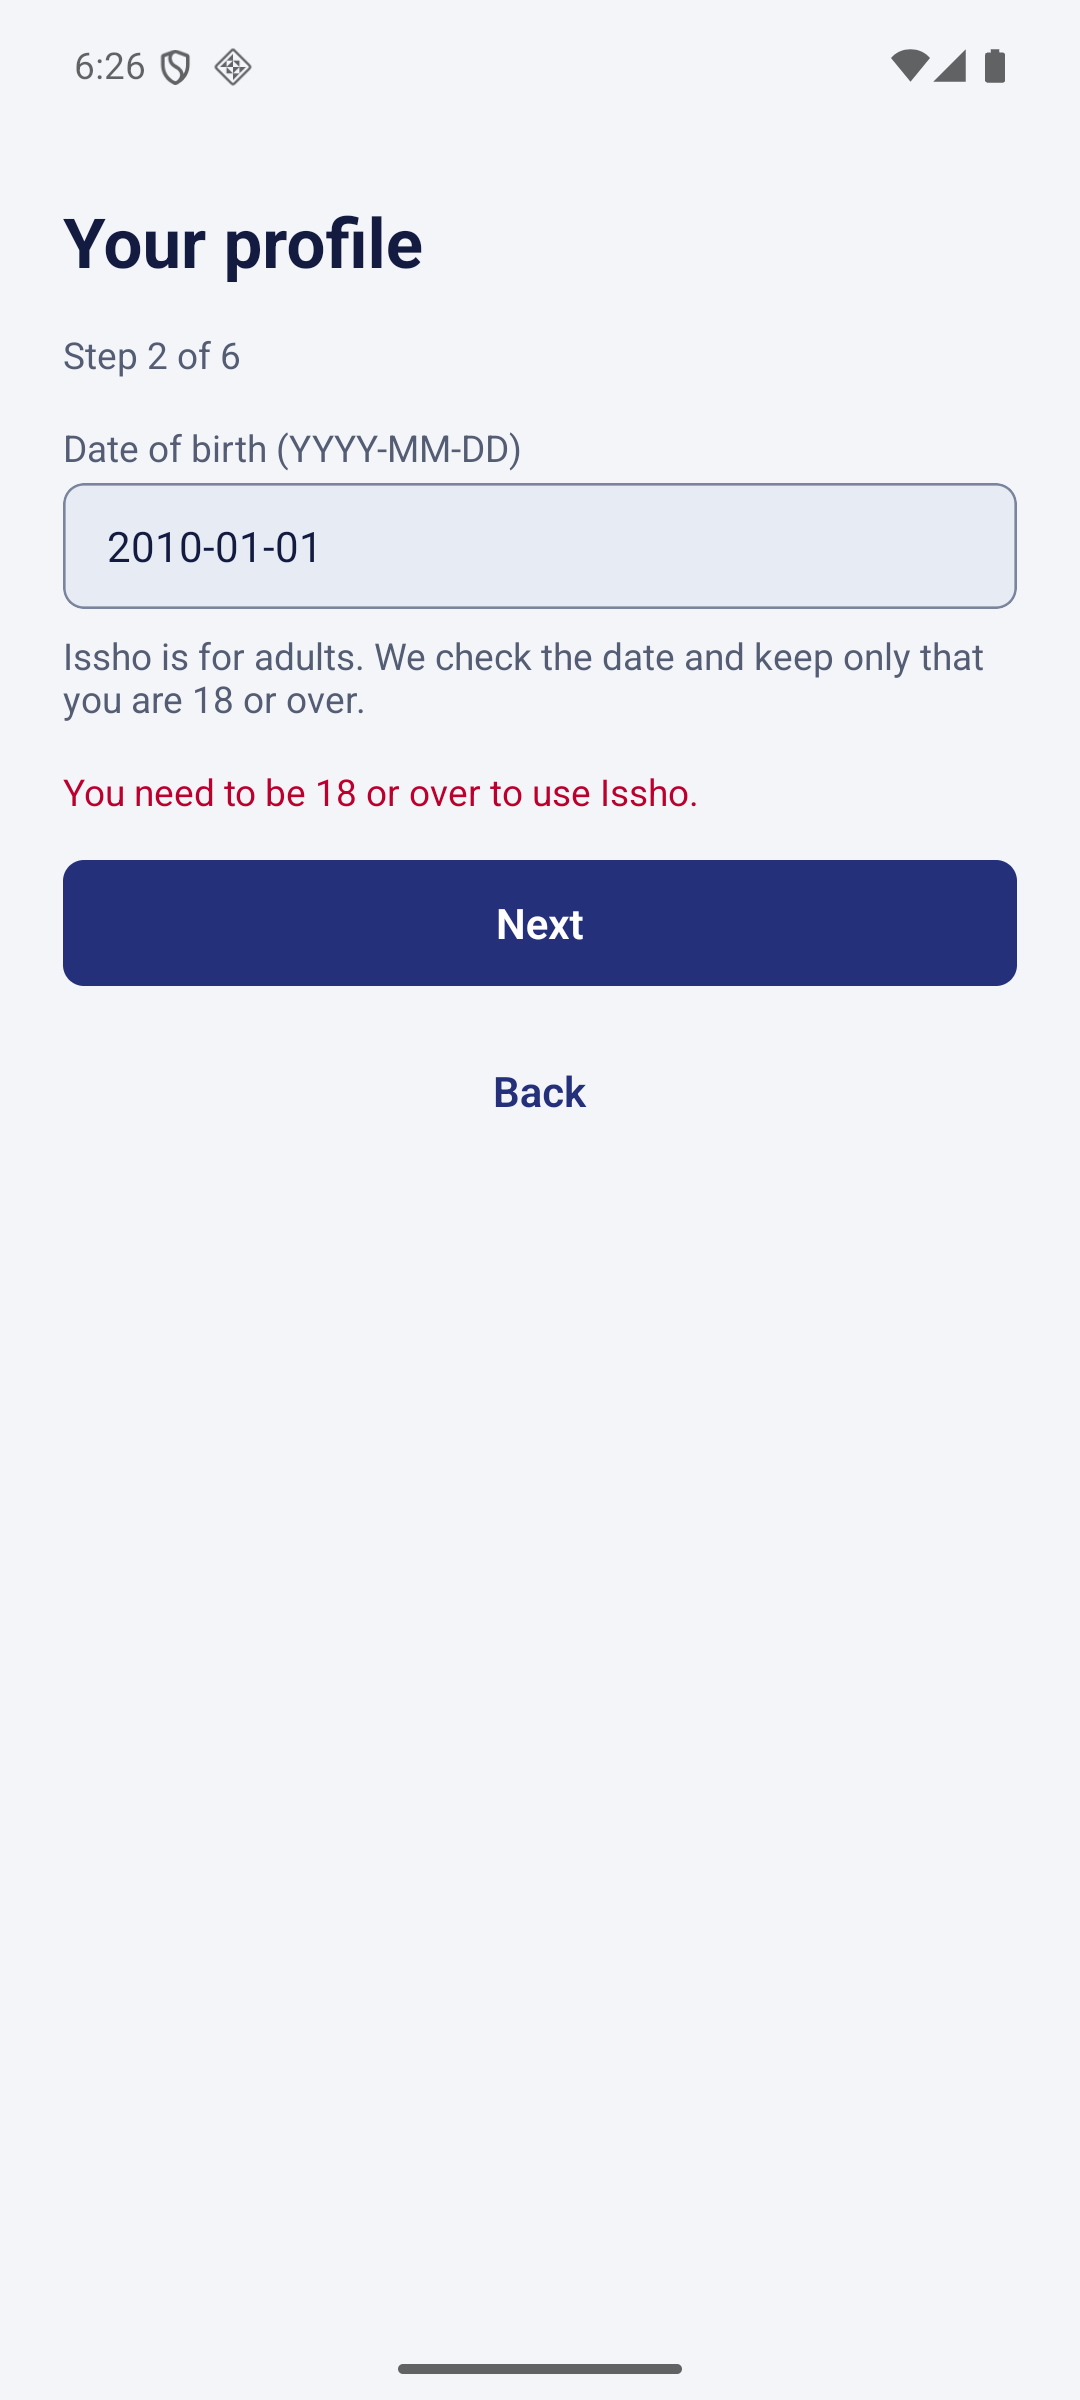 6:26
Your profile
Step 2 of 6
Date of birth (YYYY-MM-DD)
2010-01-01
Issho is for adults. We check the date and keep only that
you are 18 or over.
You need to be 18 or over to use Issho.
Next
Back